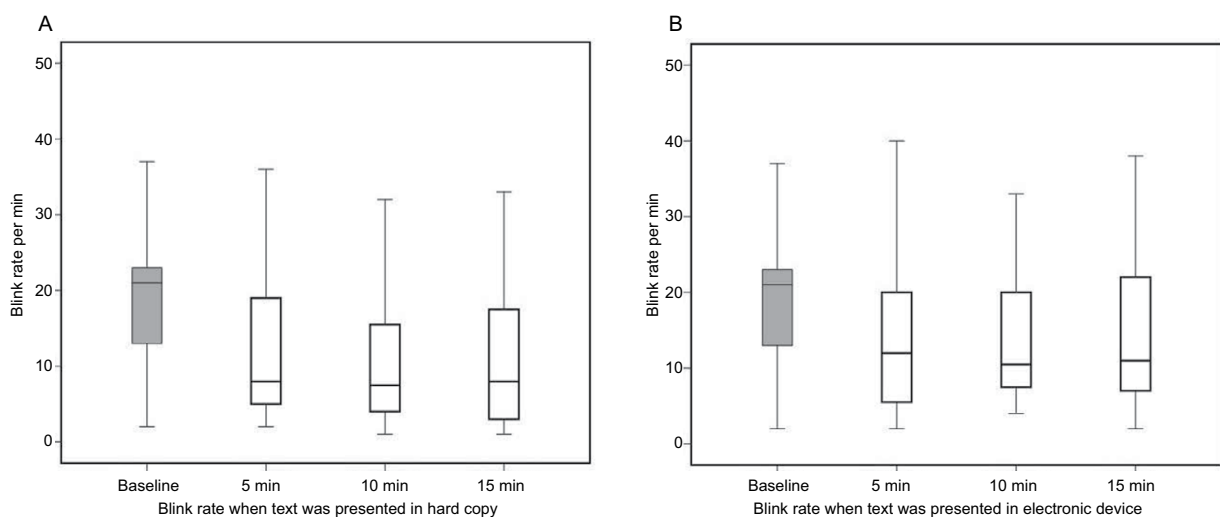 A
Blink rate per min
50
40
30
20
10
0
Baseline 5 min 10 min 15 min
Blink rate when text was presented in hard copy
B
Blink rate per min
50
40
30
20
10
0
Baseline 5 min 10 min 15 min
Blink rate when text was presented in electronic device